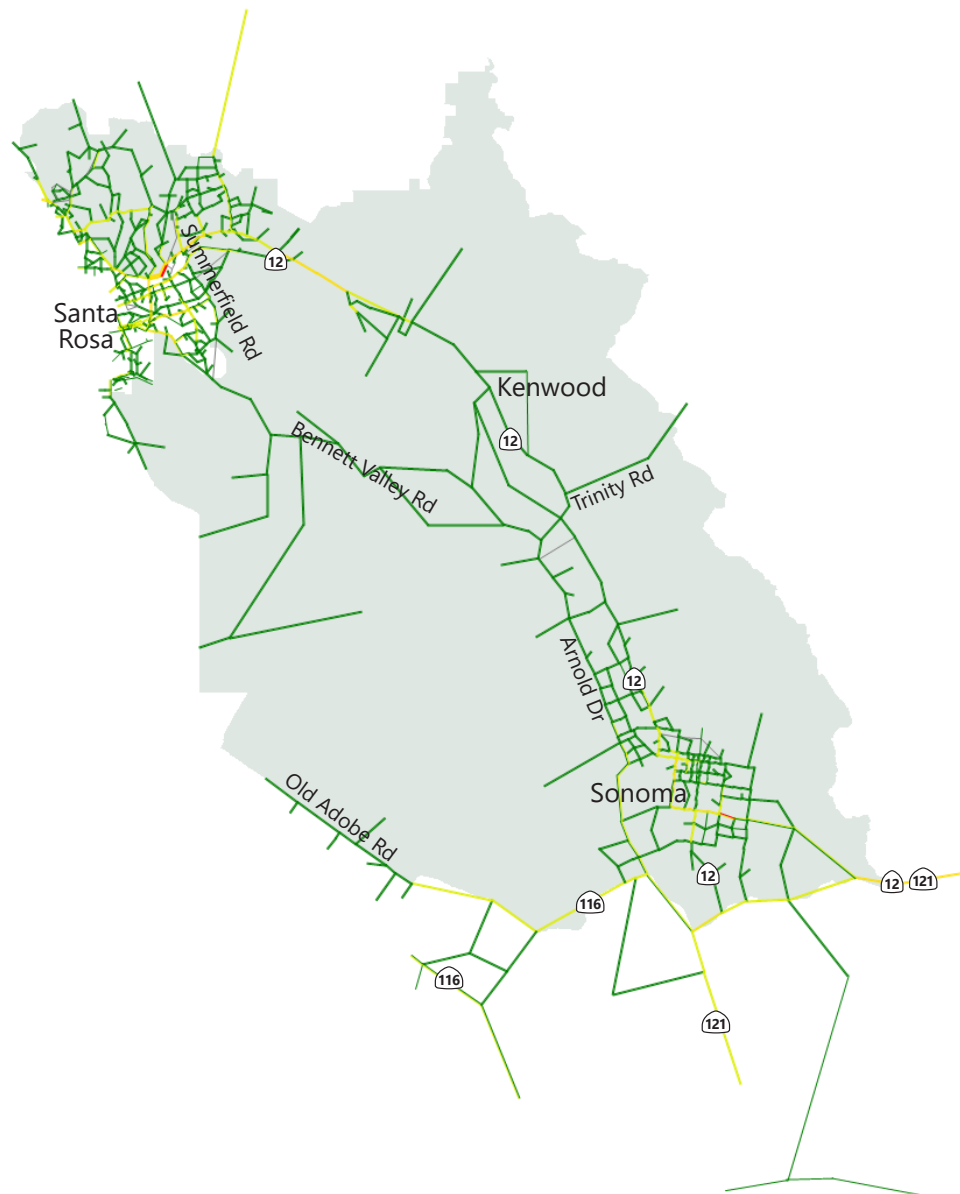 Summerfield Rd
12
Santa
Rosa
Kenwood
12
Bennett Valley Rd
Trinity Rd
Arnold Dr
12
Sonoma
Old Adobe Rd
12
12
121
116
116
121